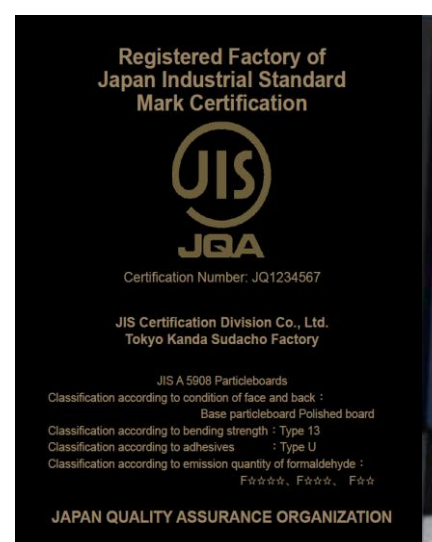 Registered Factory of
Japan Industrial Standard
Mark Certification
JIS
JQA
Certification Number: JQ1234567
JIS Certification Division Co., Ltd.
Tokyo Kanda Sudacho Factory
JIS A 5908 Particleboards
Classification according to condition of face and back：
Base particleboard Polished board
Classification according to bending strength：Type 13
Classification according to adhesives ：Type U
Classification according to emission quantity of formaldehyde：
F☆☆☆☆、F☆☆☆、 F☆☆
JAPAN QUALITY ASSURANCE ORGANIZATION